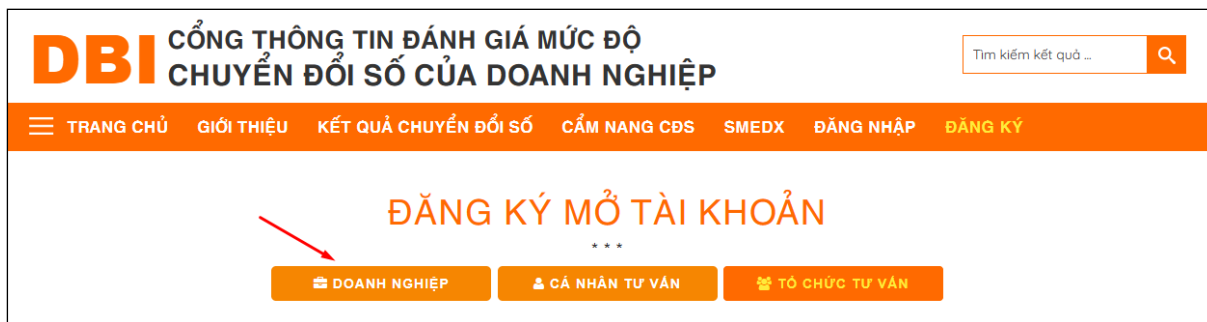 DBI CỔNG THÔNG TIN ĐÁNH GIÁ MỨC ĐỘ
CHUYỂN ĐỔI SỐ CỦA DOANH NGHIỆP
Tìm kiếm kết quả ...
TRANG CHỦ GIỚI THIỆU KẾT QUẢ CHUYỂN ĐỔI SỐ CẨM NANG CĐS SMEDX ĐĂNG NHẬP ĐĂNG KÝ
ĐĂNG KÝ MỞ TÀI KHOẢN
* * *
DOANH NGHIỆP CÁ NHÂN TƯ VẤN TỔ CHỨC TƯ VẤN